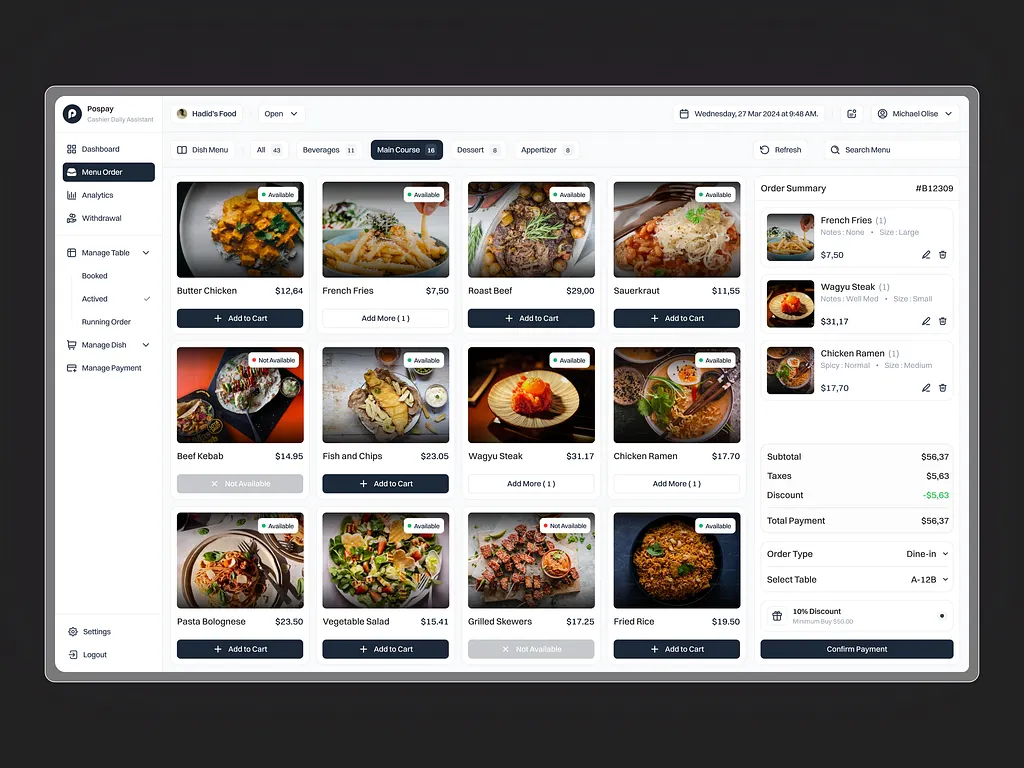 Pospay
Cashier Daily Assistant
Hadid's Food
Open
Wednesday, 27 Mar 2024 at 9:48 AM.
Michael Olise
Dashboard
Menu Order
Analytics
Withdrawal
Manage Table
Booked
Actived
Running Order
Manage Dish
Manage Payment
Settings
Logout
Dish Menu
All 43
Beverages 11
Main Course 16
Dessert 8
Appertizer 8
Refresh
Search Menu
Available
Butter Chicken $12,64
Add to Cart
Available
French Fries $7,50
Add More ( 1 )
Available
Roast Beef $29,00
Add to Cart
Available
Sauerkraut $11,55
Add to Cart
Not Available
Beef Kebab $14.95
Not Available
Available
Fish and Chips $23.05
Add to Cart
Available
Wagyu Steak $31.17
Add More ( 1 )
Available
Chicken Ramen $17.70
Add More ( 1 )
Available
Pasta Bolognese $23.50
Add to Cart
Available
Vegetable Salad $15.41
Add to Cart
Not Available
Grilled Skewers $17.25
Not Available
Available
Fried Rice $19.50
Add to Cart
Order Summary #B12309
French Fries (1)
Notes : None • Size : Large
$7,50
Wagyu Steak (1)
Notes : Well Med • Size : Small
$31,17
Chicken Ramen (1)
Spicy : Normal • Size : Medium
$17,70
Subtotal $56,37
Taxes $5,63
Discount -$5,63
Total Payment $56,37
Order Type Dine-in
Select Table A-12B
10% Discount
Minimum Buy $50.00
Confirm Payment